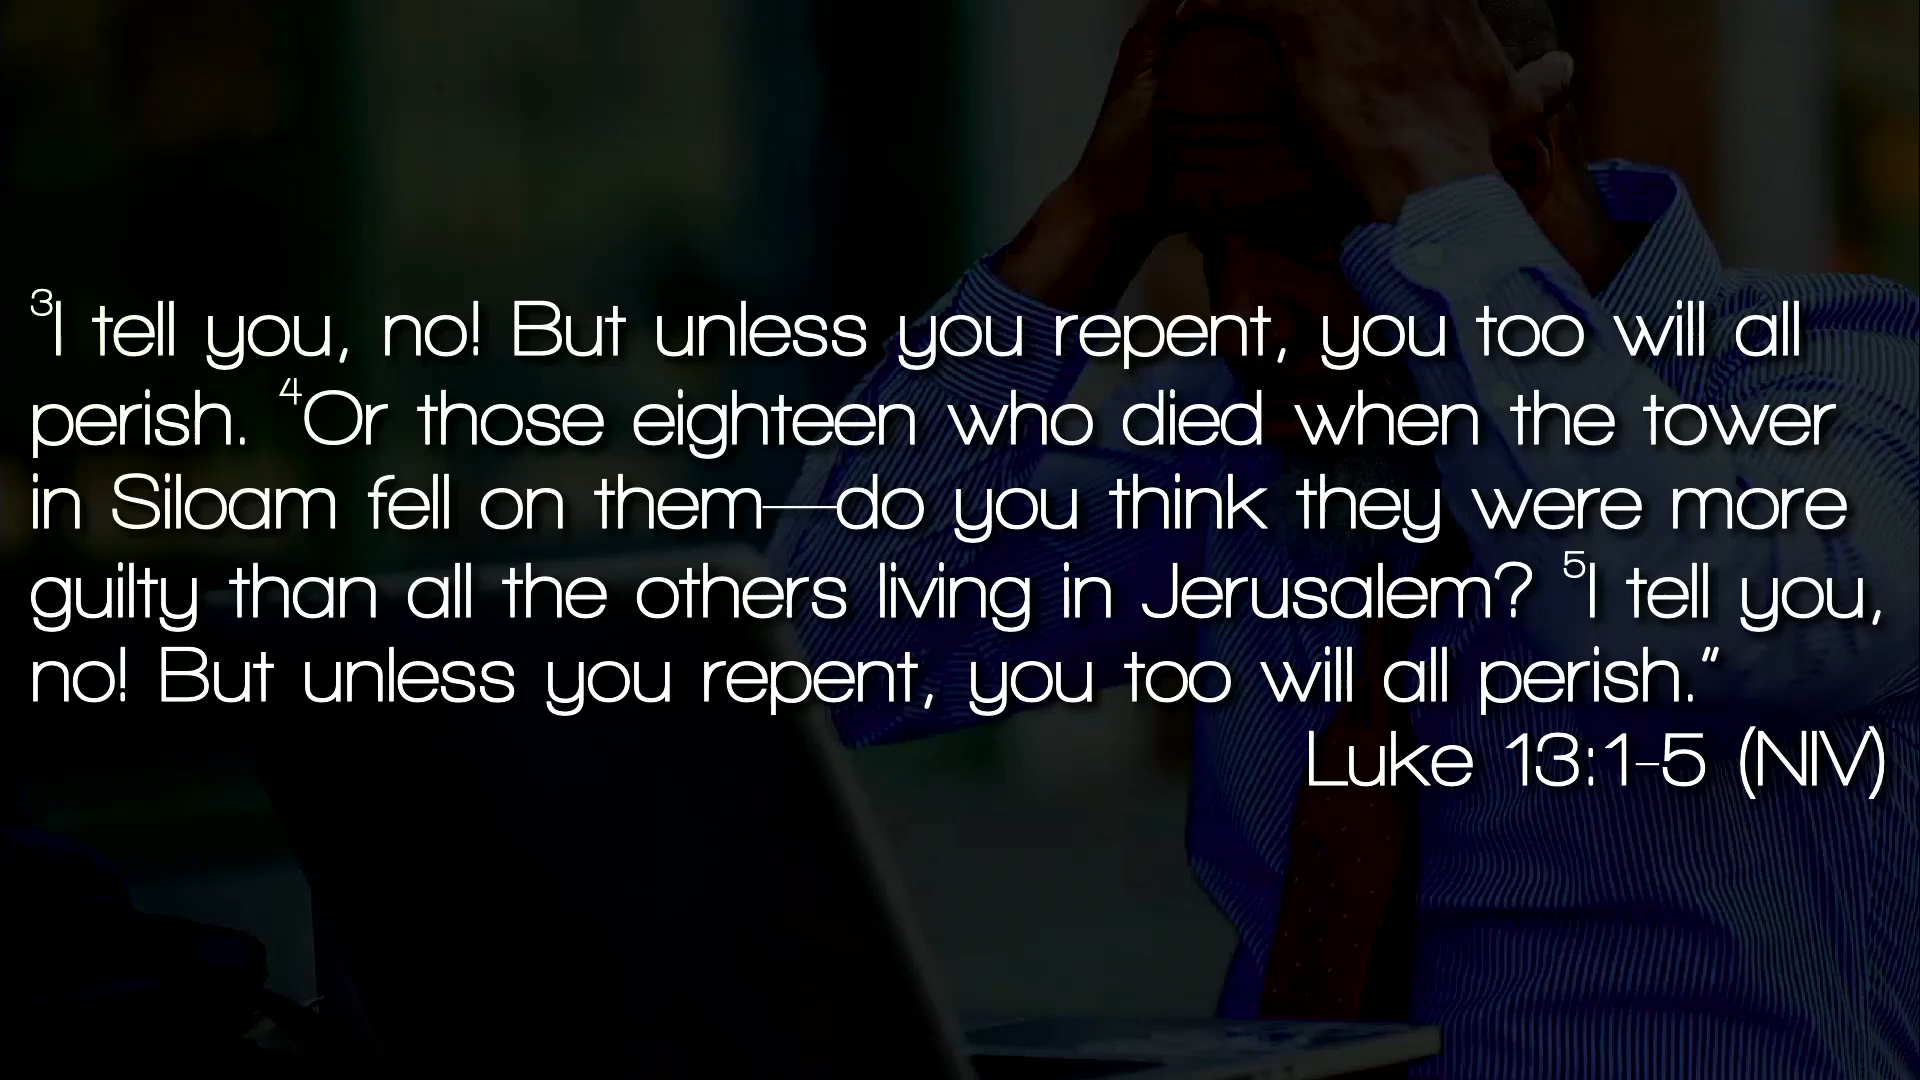 ³I tell you, no! But unless you repent, you too will all
perish. ⁴Or those eighteen who died when the tower
in Siloam fell on them—do you think they were more
guilty than all the others living in Jerusalem? ⁵I tell you,
no! But unless you repent, you too will all perish.”
Luke 13:1-5 (NIV)